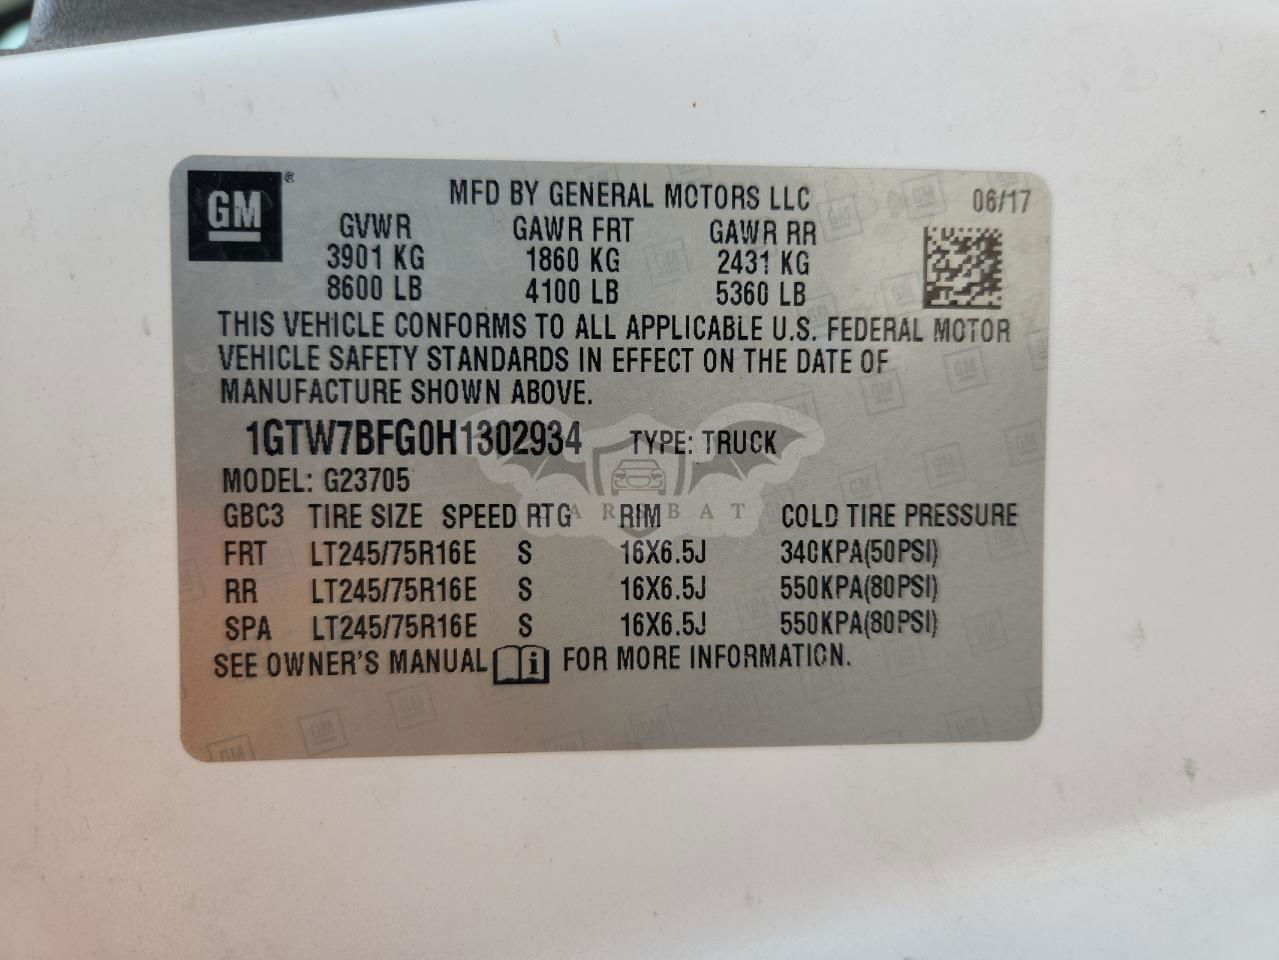 GM®
MFD BY GENERAL MOTORS LLC 06/17
GVWR GAWR FRT GAWR RR
3901 KG 1860 KG 2431 KG
8600 LB 4100 LB 5360 LB
THIS VEHICLE CONFORMS TO ALL APPLICABLE U.S. FEDERAL MOTOR
VEHICLE SAFETY STANDARDS IN EFFECT ON THE DATE OF
MANUFACTURE SHOWN ABOVE.
1GTW7BFG0H1302934 TYPE: TRUCK
MODEL: G23705
GBC3 TIRE SIZE SPEED RTG RIM COLD TIRE PRESSURE
FRT LT245/75R16E S 16X6.5J 340KPA(50PSI)
RR LT245/75R16E S 16X6.5J 550KPA(80PSI)
SPA LT245/75R16E S 16X6.5J 550KPA(80PSI)
SEE OWNER'S MANUAL i FOR MORE INFORMATION.